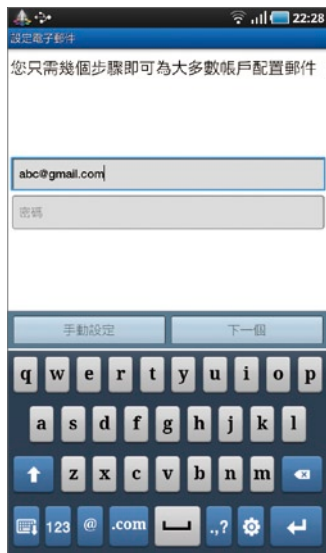 22:28
設定電子郵件
您只需幾個步驟即可為大多數帳戶配置郵件
abc@gmail.com
密碼
手動設定 下一個
q w e r t y u i o p
a s d f g h j k l
z x c v b n m
123 @ .com .,?